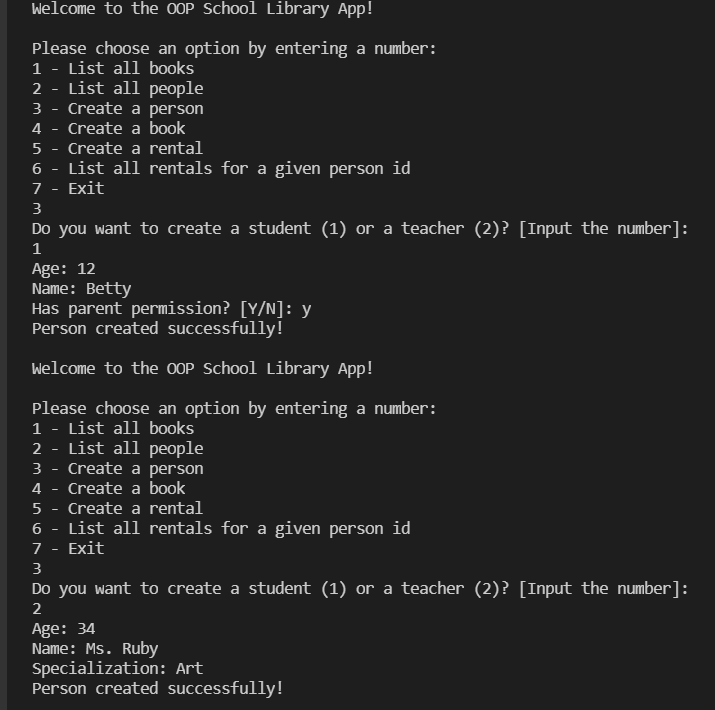 Welcome to the OOP School Library App!
Please choose an option by entering a number:
1 - List all books
2 - List all people
3 - Create a person
4 - Create a book
5 - Create a rental
6 - List all rentals for a given person id
7 - Exit
3
Do you want to create a student (1) or a teacher (2)? [Input the number]:
1
Age: 12
Name: Betty
Has parent permission? [Y/N]: y
Person created successfully!
Welcome to the OOP School Library App!
Please choose an option by entering a number:
1 - List all books
2 - List all people
3 - Create a person
4 - Create a book
5 - Create a rental
6 - List all rentals for a given person id
7 - Exit
3
Do you want to create a student (1) or a teacher (2)? [Input the number]:
2
Age: 34
Name: Ms. Ruby
Specialization: Art
Person created successfully!